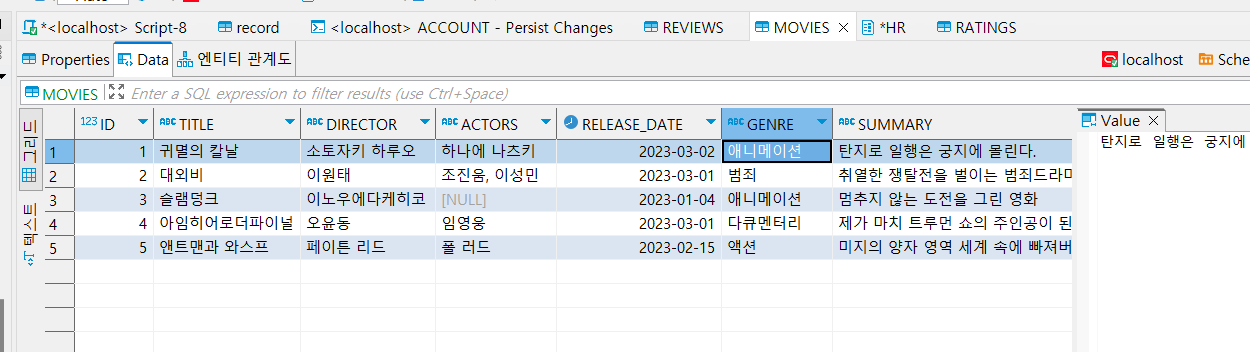 *<localhost> Script-8 record <localhost> ACCOUNT - Persist Changes REVIEWS MOVIES *HR RATINGS
Properties Data 엔티티 관계도 localhost Sche
MOVIES Enter a SQL expression to filter results (use Ctrl+Space)
그리드
텍스트
123 ID ABC TITLE ABC DIRECTOR ABC ACTORS RELEASE_DATE ABC GENRE ABC SUMMARY
1 1 귀멸의 칼날 소토자키 하루오 하나에 나츠키 2023-03-02 애니메이션 탄지로 일행은 궁지에 몰린다.
2 2 대외비 이원태 조진웅, 이성민 2023-03-01 범죄 취열한 쟁탈전을 벌이는 범죄드라마
3 3 슬램덩크 이노우에다케히코 [NULL] 2023-01-04 애니메이션 멈추지 않는 도전을 그린 영화
4 4 아임히어로더파이널 오윤동 임영웅 2023-03-01 다큐멘터리 제가 마치 트루먼 쇼의 주인공이 된
5 5 앤트맨과 와스프 페이튼 리드 폴 러드 2023-02-15 액션 미지의 양자 영역 세계 속에 빠져버
Value
탄지로 일행은 궁지에